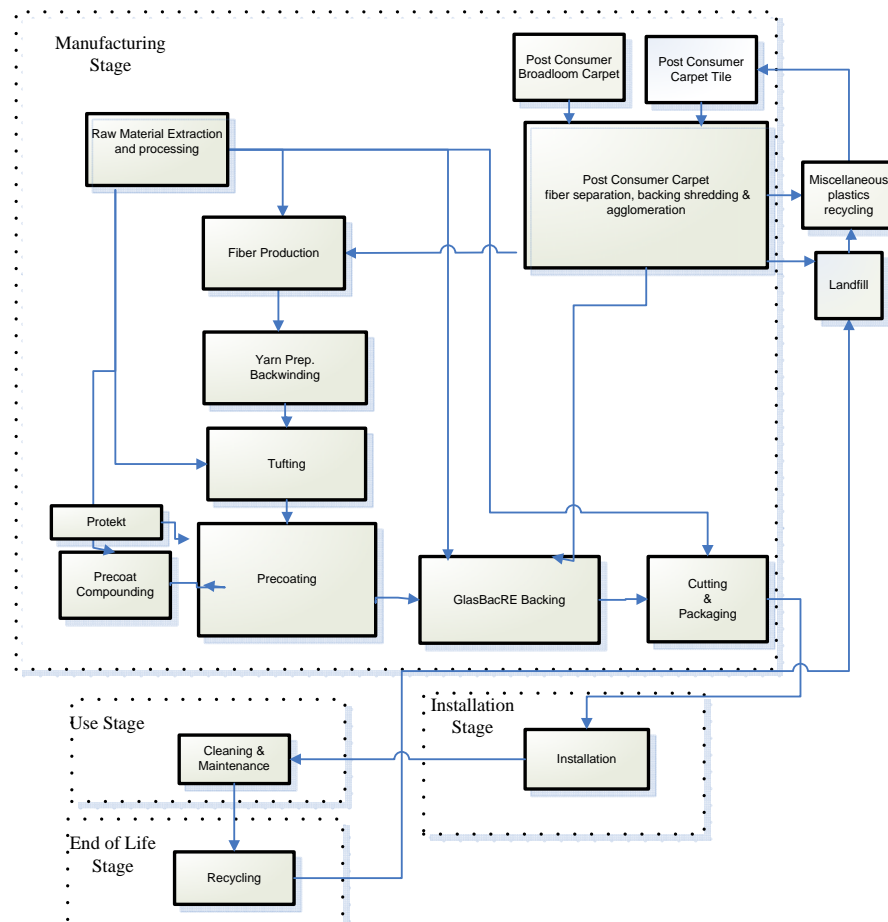 Manufacturing
Stage
Post Consumer
Broadloom Carpet
Post Consumer
Carpet Tile
Raw Material Extraction
and processing
Post Consumer Carpet
fiber separation, backing shredding &
agglomeration
Miscellaneous
plastics
recycling
Fiber Production
Landfill
Yarn Prep.
Backwinding
Tufting
Protekt
Precoat
Compounding
Precoating
GlasBacRE Backing
Cutting
&
Packaging
Use Stage
Installation
Stage
Cleaning &
Maintenance
Installation
End of Life
Stage
Recycling